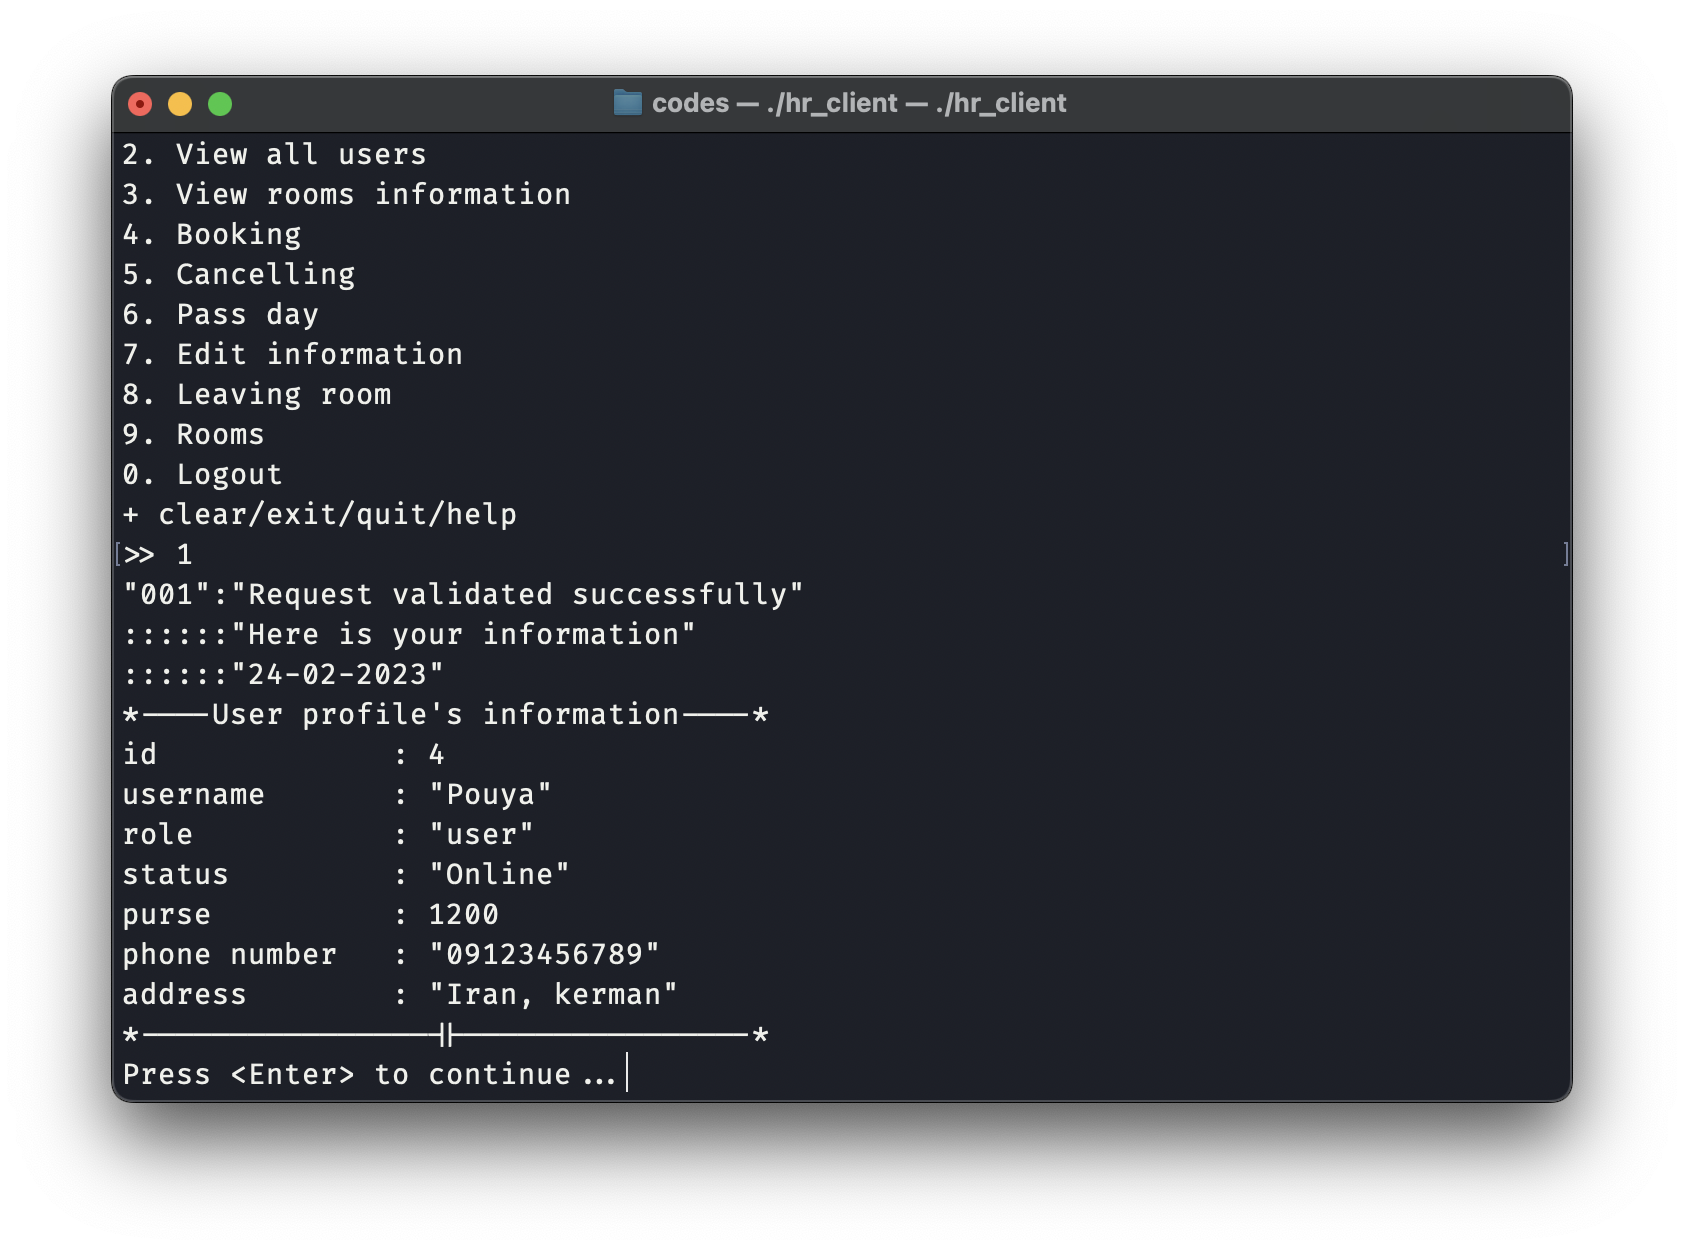 codes — ./hr_client — ./hr_client
2. View all users
3. View rooms information
4. Booking
5. Cancelling
6. Pass day
7. Edit information
8. Leaving room
9. Rooms
0. Logout
+ clear/exit/quit/help
[>> 1 ]
"001":"Request validated successfully"
::::::"Here is your information"
::::::"24-02-2023"
*----User profile's information----*
id : 4
username : "Pouya"
role : "user"
status : "Online"
purse : 1200
phone number : "09123456789"
address : "Iran, kerman"
*-----------------||-----------------*
Press <Enter> to continue...